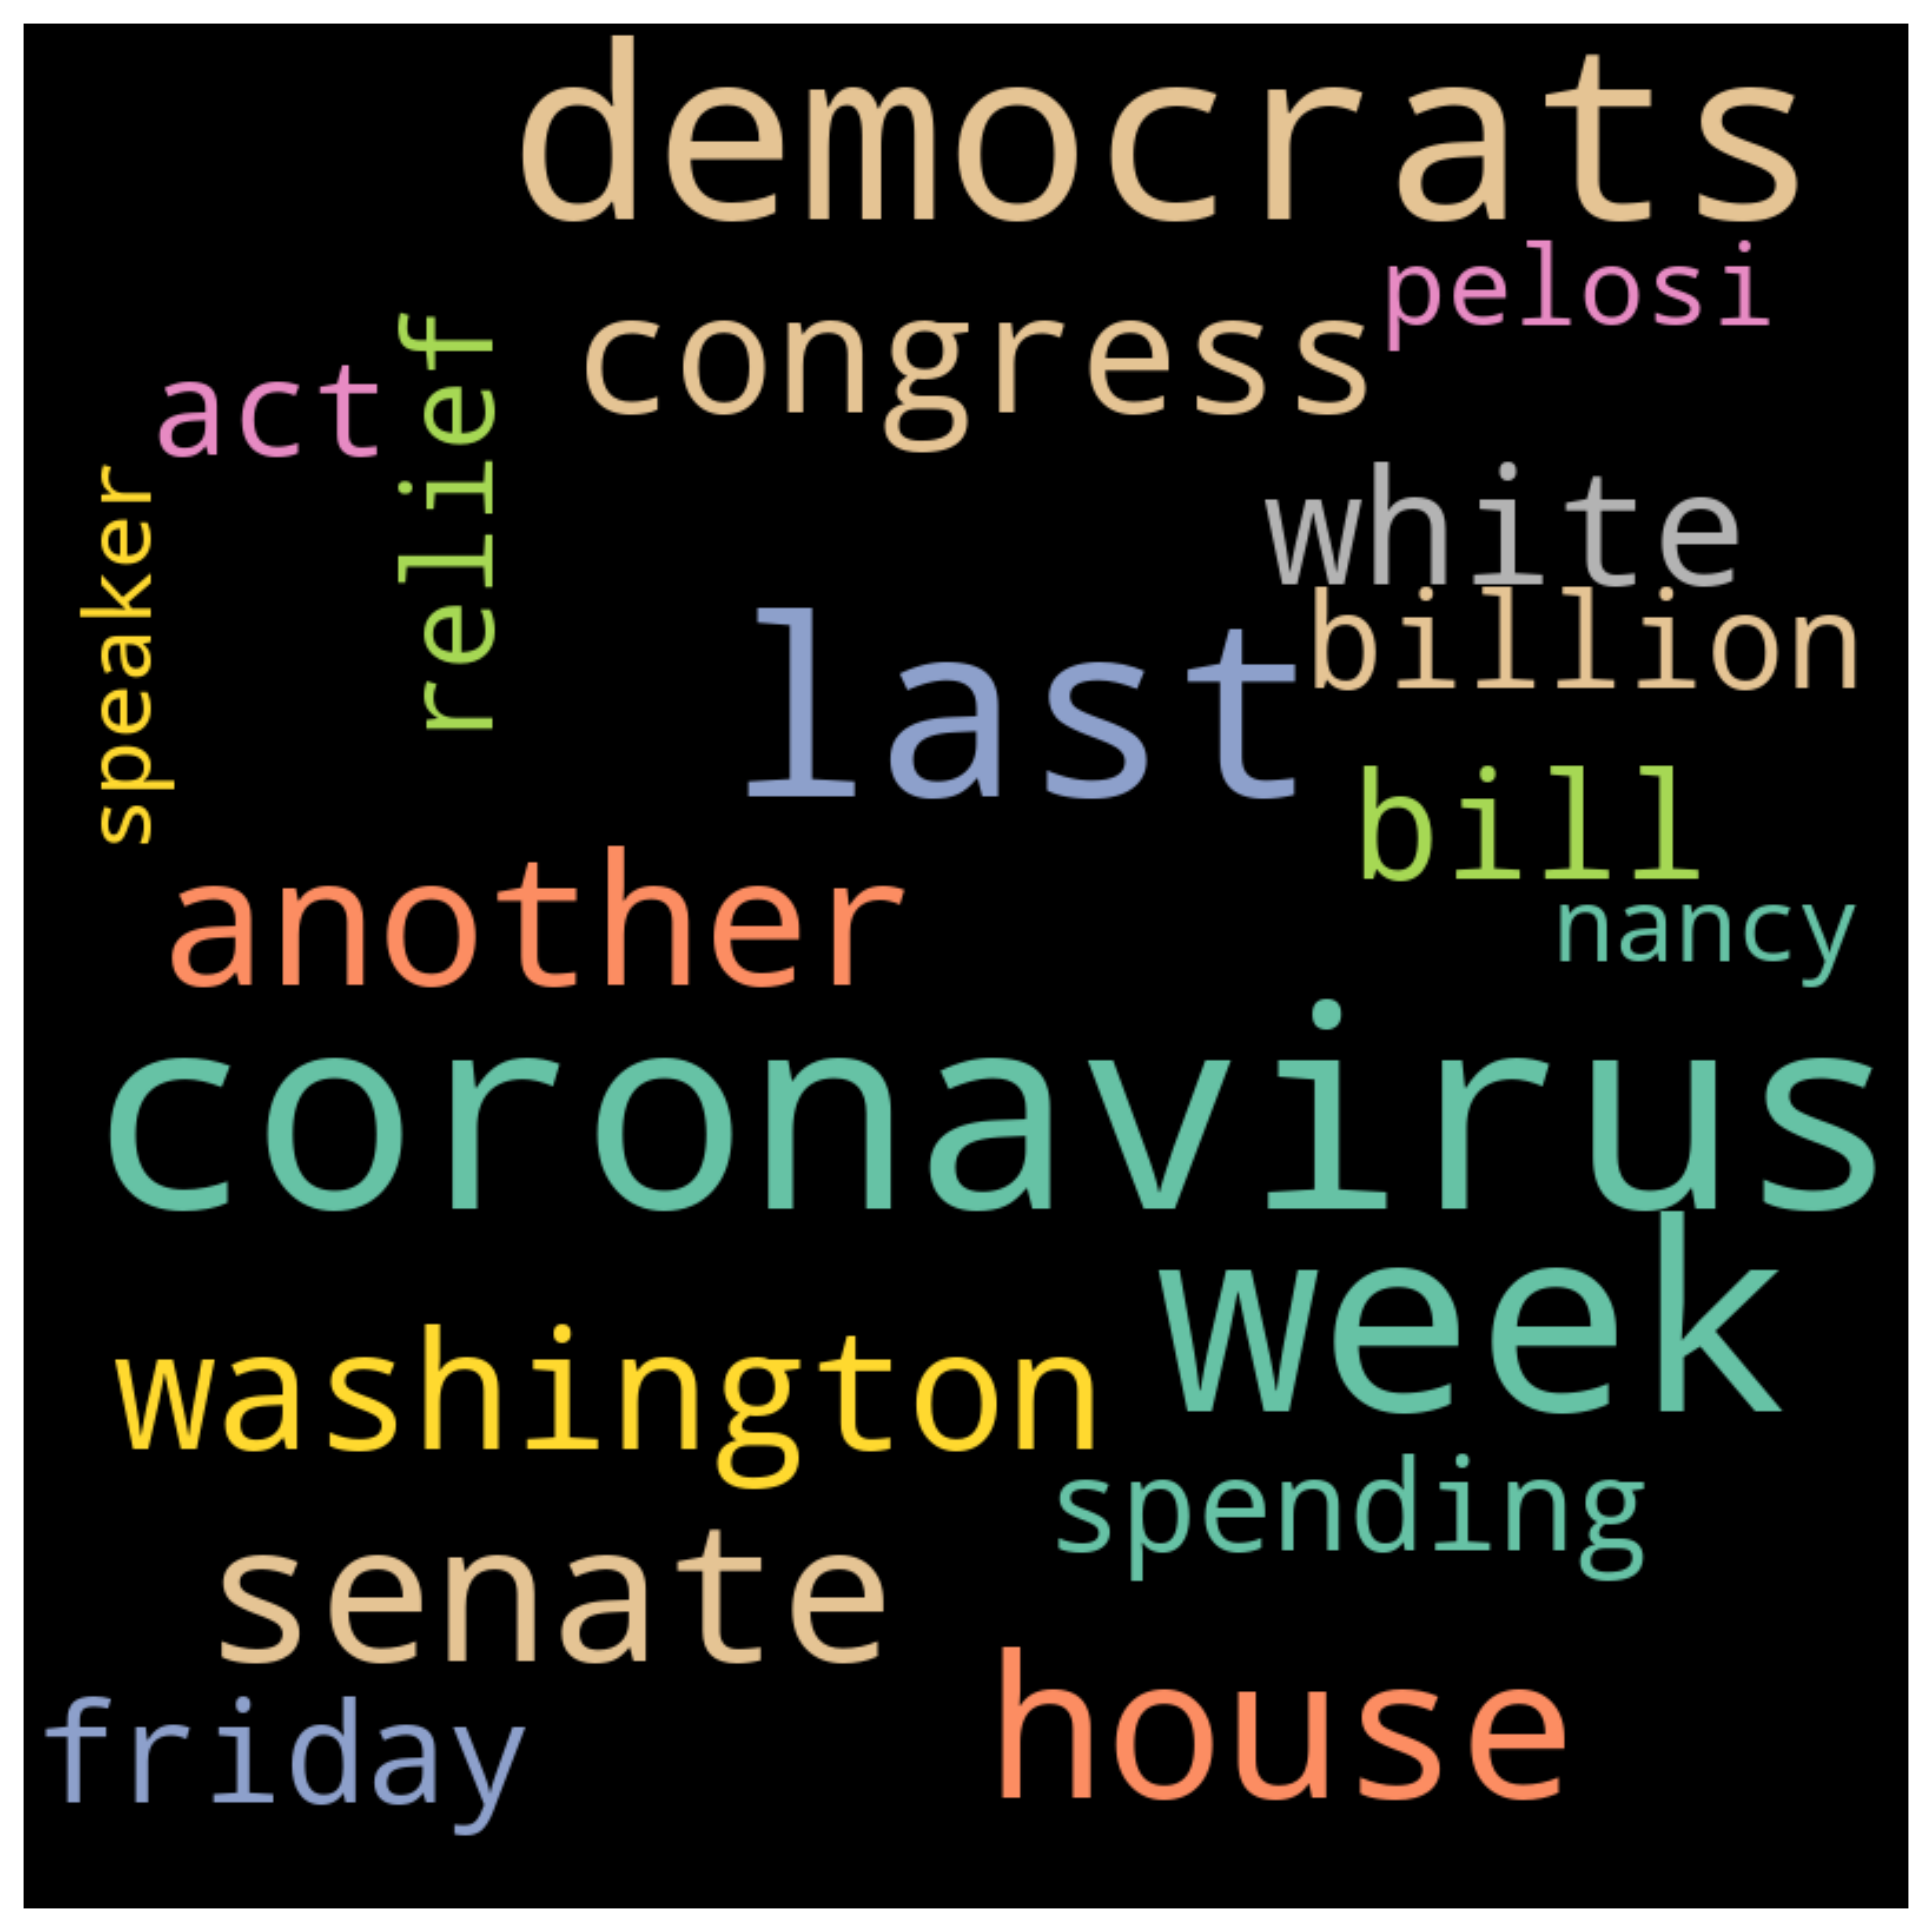 democrats
pelosi
congress
relief
act
white
speaker
billion
last
bill
another
nancy
coronavirus
week
washington
spending
senate
house
friday